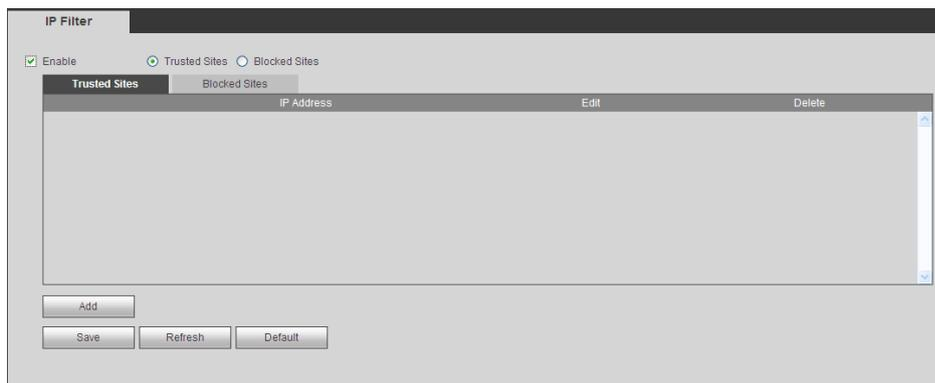 IP Filter
Enable Trusted Sites Blocked Sites
Trusted Sites Blocked Sites
IP Address Edit Delete
Add
Save Refresh Default